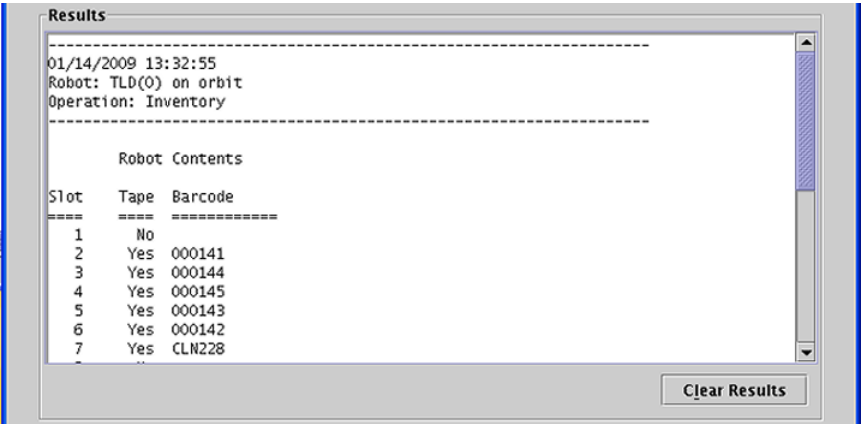 Results
---------------------------------------------------------------------
01/14/2009 13:32:55
Robot: TLD(0) on orbit
Operation: Inventory
---------------------------------------------------------------------
Robot Contents
Slot Tape Barcode
==== ==== ============
1 No
2 Yes 000141
3 Yes 000144
4 Yes 000145
5 Yes 000143
6 Yes 000142
7 Yes CLN228
Clear Results